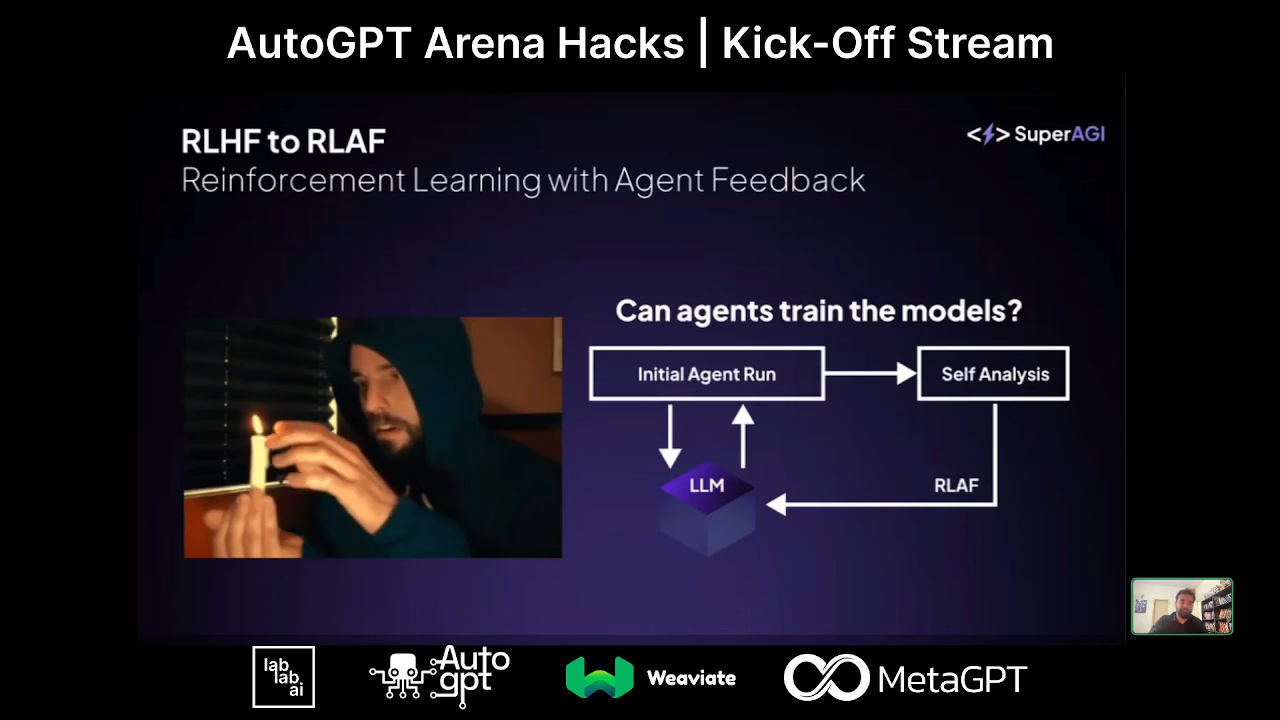 AutoGPT Arena Hacks | Kick-Off Stream
RLHF to RLAF
Reinforcement Learning with Agent Feedback
<⚡> SuperAGI
Can agents train the models?
Initial Agent Run
Self Analysis
LLM
RLAF
lab
lab
ai
Auto
gpt
Weaviate
MetaGPT